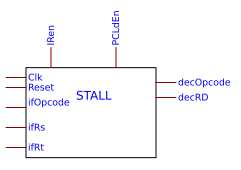 IRen
PCLdEn
Clk
Reset
ifOpcode
ifRs
ifRt
STALL
decOpcode
decRD